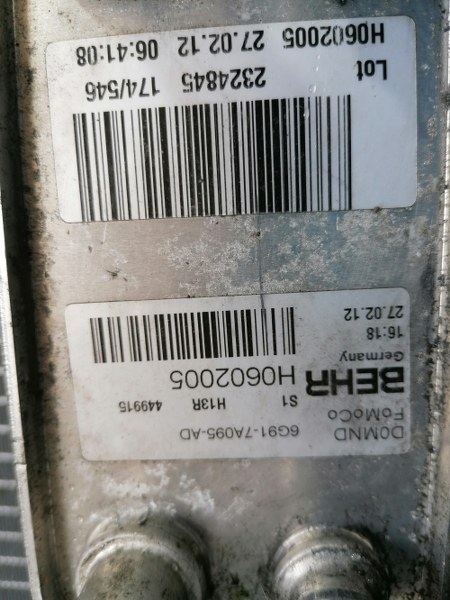 D0MND 6G91-7A095-AD
FoMoCo
S1 H13R 449915
BEHR H0602005
Germany
16:18
27.02.12
Lot 2324845 174/546
H0602005 27.02.12 06:41:08